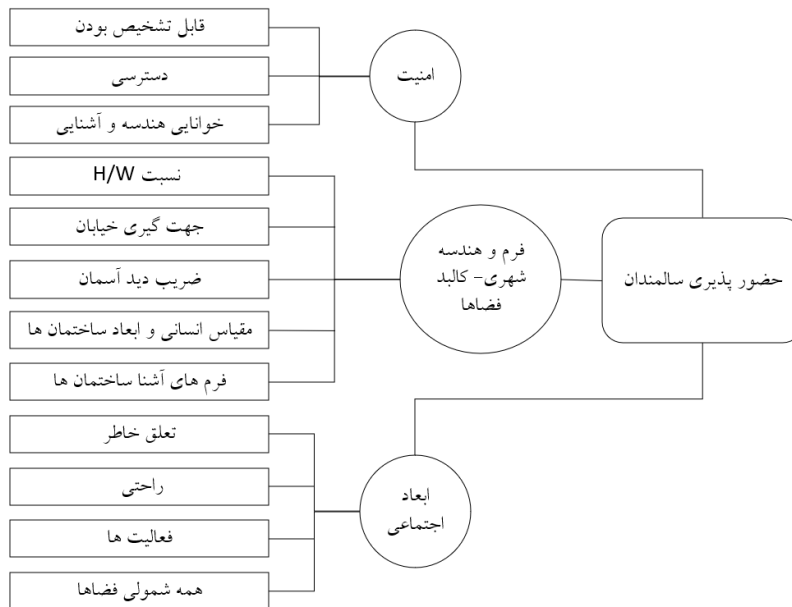 حضور پذیری سالمندان
امنیت
قابل تشخیص بودن
دسترسی
خوانایی هندسه و آشنایی
فرم و هندسه
شهری- کالبد
فضاها
نسبت H/W
جهت گیری خیابان
ضریب دید آسمان
مقیاس انسانی و ابعاد ساختمان ها
فرم های آشنا ساختمان ها
ابعاد
اجتماعی
تعلق خاطر
راحتی
فعالیت ها
همه شمولی فضاها